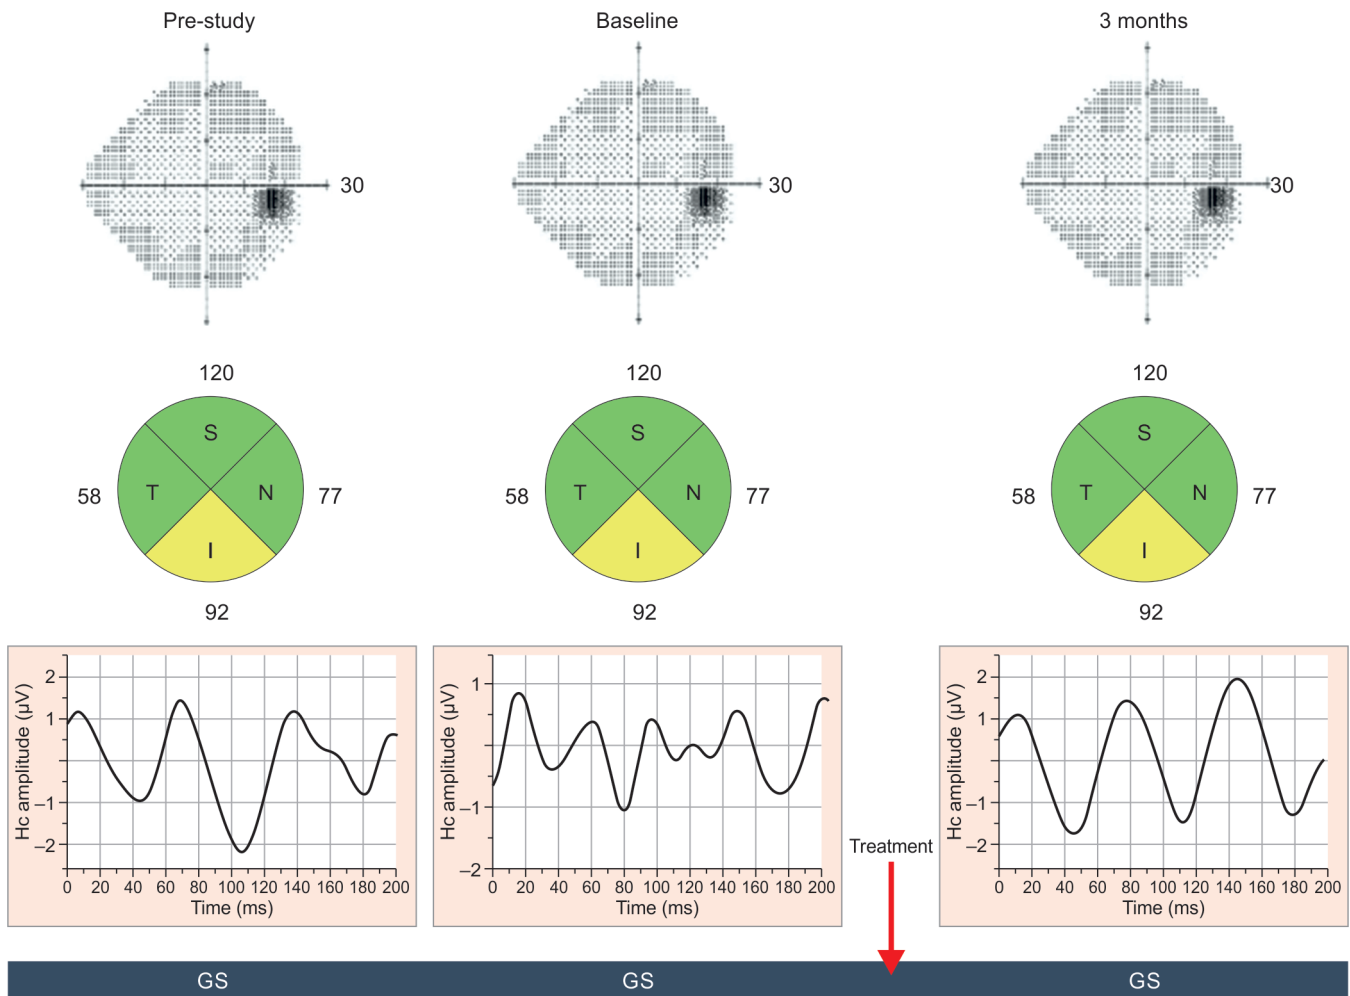 Pre-study
Baseline
3 months
30
30
30
120
120
120
S
T
N
I
58
77
S
T
N
I
58
77
S
T
N
I
58
77
92
92
92
Hc amplitude (μV)
2
1
–1
–2
0 20 40 60 80 100 120 140 160 180 200
Time (ms)
Hc amplitude (μV)
1
–1
–2
0 20 40 60 80 100 120 140 160 180 200
Time (ms)
Treatment
Hc amplitude (μV)
2
1
–1
–2
0 20 40 60 80 100 120 140 160 180 200
Time (ms)
GS
GS
GS